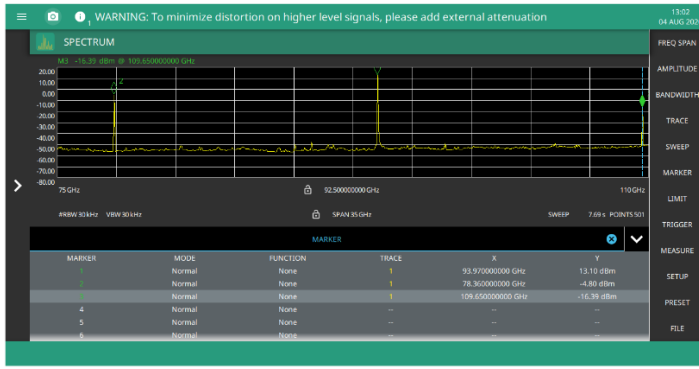 WARNING: To minimize distortion on higher level signals, please add external attenuation
1
13:02
04 AUG 202
SPECTRUM
FREQ SPAN
M3 -16.39 dBm @ 109.650000000 GHz
AMPLITUDE
20.00
10.00
0.00
-10.00
-20.00
-30.00
-40.00
-50.00
-60.00
-70.00
-80.00
2
BANDWIDTH
TRACE
SWEEP
MARKER
75 GHz
92.500000000 GHz
110 GHz
LIMIT
#RBW 30 kHz VBW 30 kHz
SPAN 35 GHz
SWEEP 7.69 s POINTS 501
TRIGGER
MARKER
MEASURE
MARKER MODE FUNCTION TRACE X Y
1 Normal None 1 93.970000000 GHz 13.10 dBm
2 Normal None 1 78.360000000 GHz -4.80 dBm
3 Normal None 1 109.650000000 GHz -16.39 dBm
4 Normal None -- -- --
5 Normal None -- -- --
6 Normal None -- -- --
SETUP
PRESET
FILE